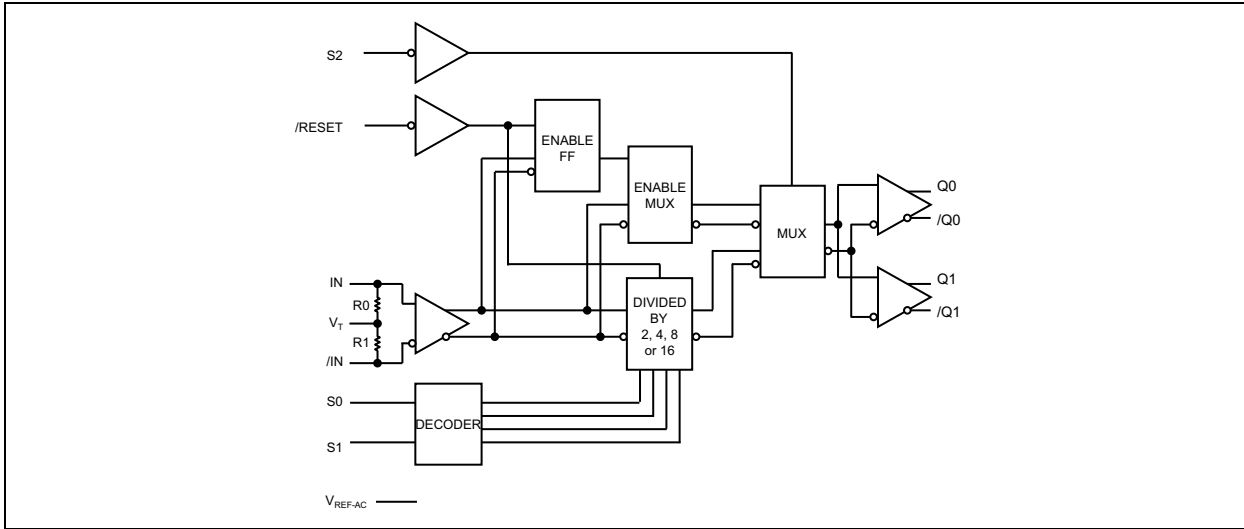 S2
/RESET
ENABLE
FF
ENABLE
MUX
MUX
Q0
/Q0
Q1
/Q1
IN
R0
VT
R1
/IN
DIVIDED
BY
2, 4, 8
or 16
S0
DECODER
S1
VREF-AC